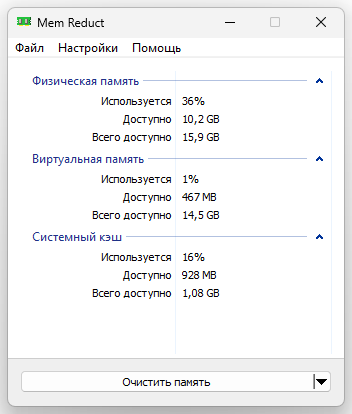 Mem Reduct
Файл Настройки Помощь
Физическая память
Используется 36%
Доступно 10,2 GB
Всего доступно 15,9 GB
Виртуальная память
Используется 1%
Доступно 467 MB
Всего доступно 14,5 GB
Системный кэш
Используется 16%
Доступно 928 MB
Всего доступно 1,08 GB
Очистить память